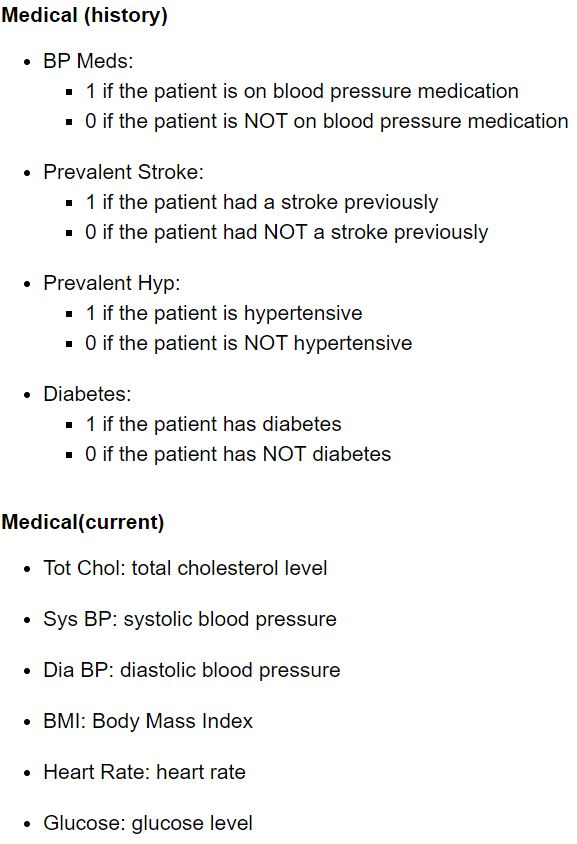 Medical (history)
• BP Meds:
▪ 1 if the patient is on blood pressure medication
▪ 0 if the patient is NOT on blood pressure medication
• Prevalent Stroke:
▪ 1 if the patient had a stroke previously
▪ 0 if the patient had NOT a stroke previously
• Prevalent Hyp:
▪ 1 if the patient is hypertensive
▪ 0 if the patient is NOT hypertensive
• Diabetes:
▪ 1 if the patient has diabetes
▪ 0 if the patient has NOT diabetes
Medical(current)
• Tot Chol: total cholesterol level
• Sys BP: systolic blood pressure
• Dia BP: diastolic blood pressure
• BMI: Body Mass Index
• Heart Rate: heart rate
• Glucose: glucose level